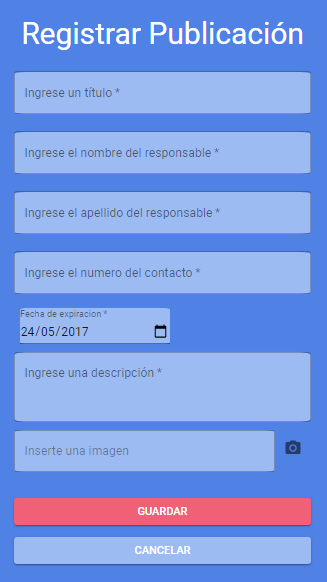 Registrar Publicación
Ingrese un título *
Ingrese el nombre del responsable *
Ingrese el apellido del responsable *
Ingrese el numero del contacto *
Fecha de expiracion *
24/05/2017
Ingrese una descripción *
Inserte una imagen
GUARDAR
CANCELAR